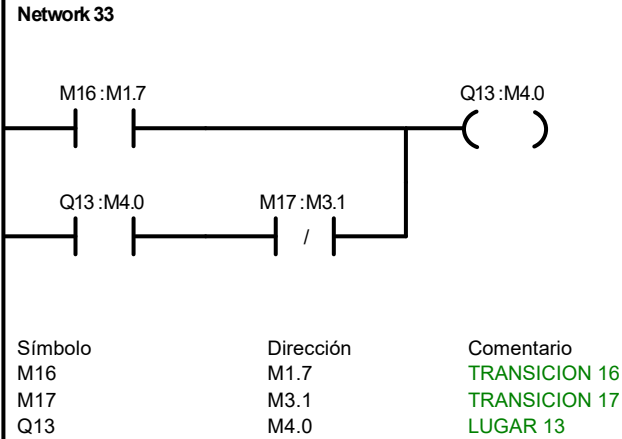 Network 33
M16:M1.7 Q13:M4.0
Q13:M4.0 M17:M3.1
/
Símbolo Dirección Comentario
M16 M1.7 TRANSICION 16
M17 M3.1 TRANSICION 17
Q13 M4.0 LUGAR 13